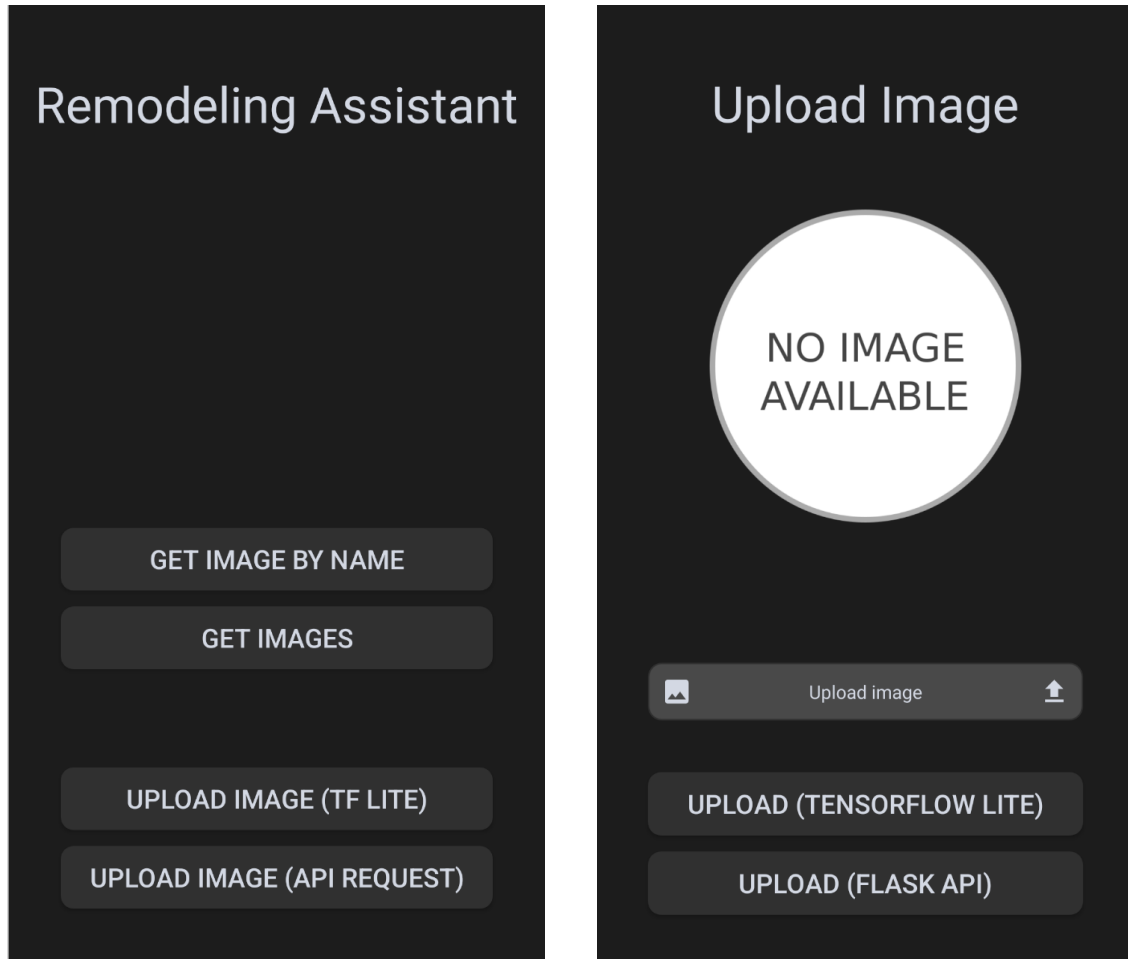 Remodeling Assistant
GET IMAGE BY NAME
GET IMAGES
UPLOAD IMAGE (TF LITE)
UPLOAD IMAGE (API REQUEST)
Upload Image
NO IMAGE
AVAILABLE
Upload image
UPLOAD (TENSORFLOW LITE)
UPLOAD (FLASK API)